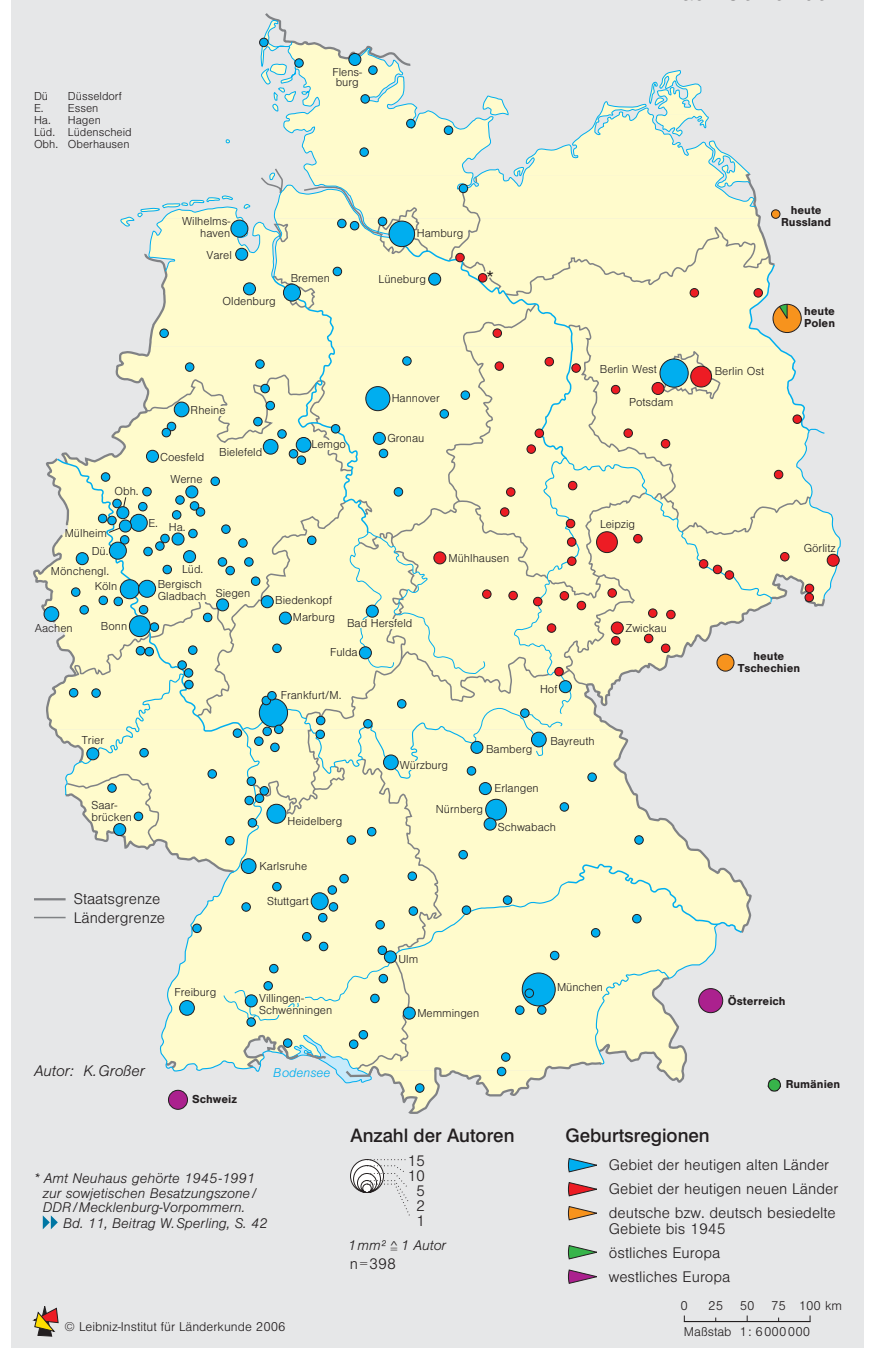 Dü Düsseldorf
E. Essen
Ha. Hagen
Lüd. Lüdenscheid
Obh. Oberhausen
Flens-
burg
Wilhelms-
haven
Hamburg
heute
Russland
Varel
*
Bremen
Lüneburg
Oldenburg
heute
Polen
Berlin West
Berlin Ost
Potsdam
Hannover
Rheine
Gronau
Bielefeld
Lemgo
Coesfeld
Werne
Obh.
E.
Ha.
Leipzig
Mülheim
Dü.
Görlitz
Mühlhausen
Mönchengl.
Lüd.
Köln
Bergisch
Gladbach
Siegen
Biedenkopf
Marburg
Bad Hersfeld
Aachen
Bonn
Zwickau
Fulda
heute
Tschechien
Hof
Frankfurt/M.
Trier
Bamberg
Bayreuth
Würzburg
Erlangen
Saar-
brücken
Nürnberg
Heidelberg
Schwabach
Karlsruhe
Staatsgrenze
Ländergrenze
Stuttgart
Ulm
München
Freiburg
Villingen-
Schwenningen
Memmingen
Österreich
Autor: K. Großer
Bodensee
Rumänien
Schweiz
Anzahl der Autoren
15
10
5
2
1
1 mm² ≙ 1 Autor
n=398
Geburtsregionen
Gebiet der heutigen alten Länder
Gebiet der heutigen neuen Länder
deutsche bzw. deutsch besiedelte
Gebiete bis 1945
östliches Europa
westliches Europa
* Amt Neuhaus gehörte 1945-1991
zur sowjetischen Besatzungszone/
DDR/Mecklenburg-Vorpommern.
Bd. 11, Beitrag W. Sperling, S. 42
© Leibniz-Institut für Länderkunde 2006
0 25 50 75 100 km
Maßstab 1 : 6000000